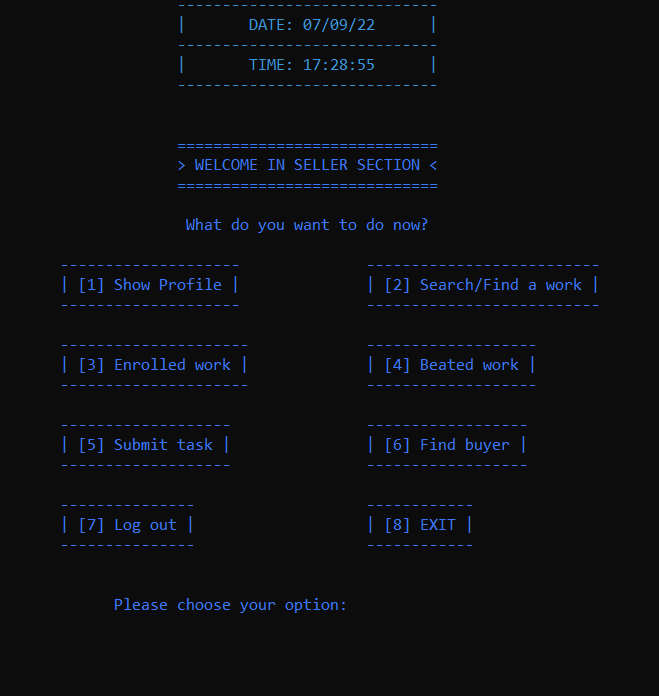 -----------------------------
| DATE: 07/09/22 |
-----------------------------
| TIME: 17:28:55 |
-----------------------------
=============================
> WELCOME IN SELLER SECTION <
=============================
What do you want to do now?
-------------------- --------------------------
| [1] Show Profile | | [2] Search/Find a work |
-------------------- --------------------------
--------------------- -------------------
| [3] Enrolled work | | [4] Beated work |
--------------------- -------------------
------------------- ------------------
| [5] Submit task | | [6] Find buyer |
------------------- ------------------
--------------- ------------
| [7] Log out | | [8] EXIT |
--------------- ------------
Please choose your option: